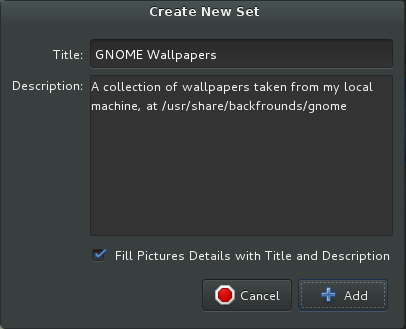 Create New Set
Title: GNOME Wallpapers
Description: A collection of wallpapers taken from my local
machine, at /usr/share/backfrounds/gnome
Fill Pictures Details with Title and Description
Cancel Add